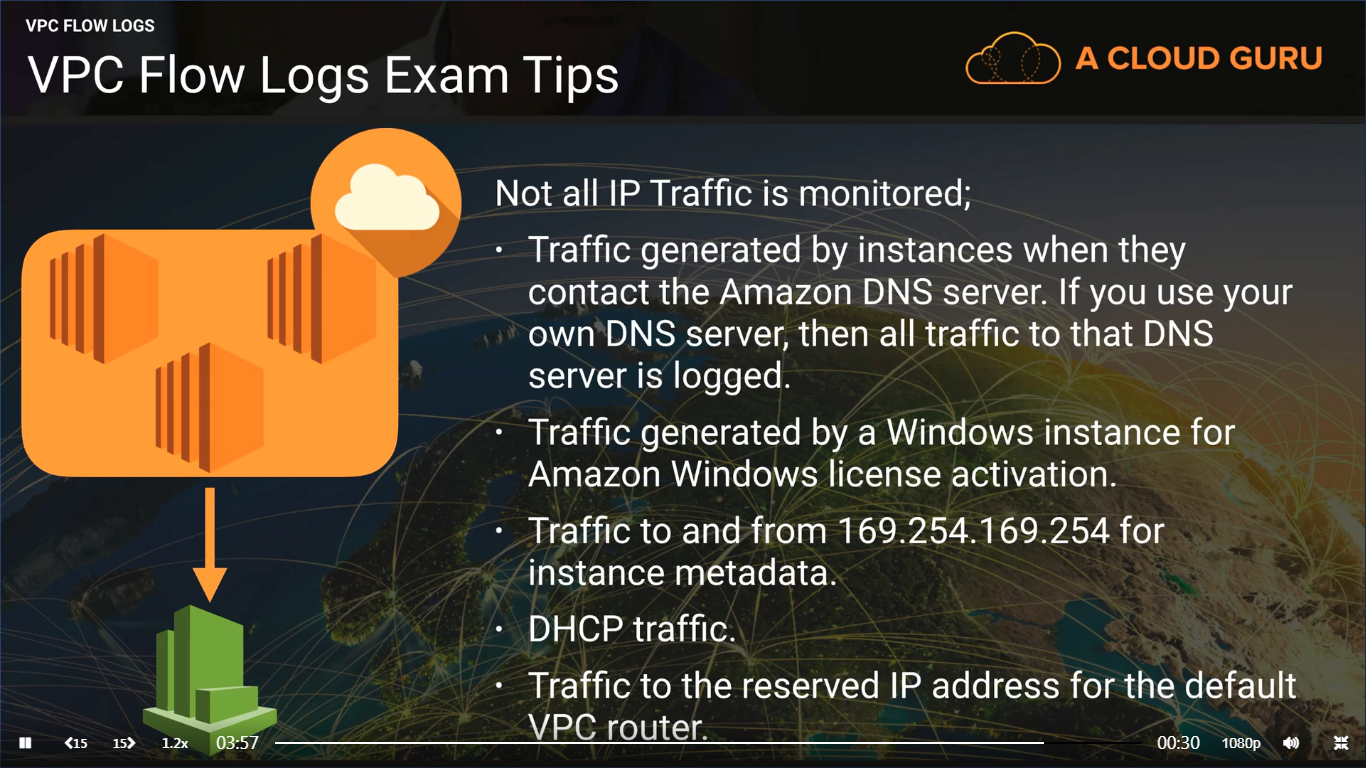 VPC FLOW LOGS
VPC Flow Logs Exam Tips
A CLOUD GURU
Not all IP Traffic is monitored;
• Traffic generated by instances when they
contact the Amazon DNS server. If you use your
own DNS server, then all traffic to that DNS
server is logged.
• Traffic generated by a Windows instance for
Amazon Windows license activation.
• Traffic to and from 169.254.169.254 for
instance metadata.
• DHCP traffic.
• Traffic to the reserved IP address for the default
VPC router.
15 15 1.2x 03:57 00:30 1080p